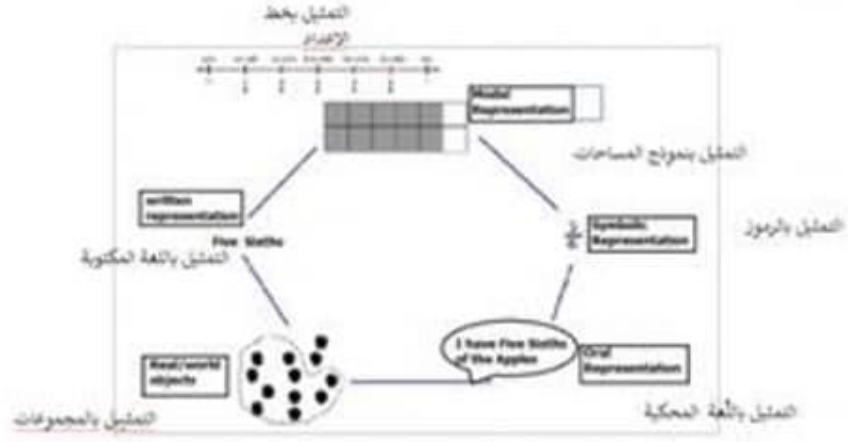 التمثيل بخط
الإعداد
Model
Representation
التمثيل بنموذج المساحات
written
representation
Five Sixths
التمثيل باللغة المكتوبة
Symbolic
Representation
التمثيل بالرموز
I have Five Sixths
of the Apples
Oral
Representation
التمثيل باللغة المحكية
Real/world
objects
التمثيل بالمجموعات